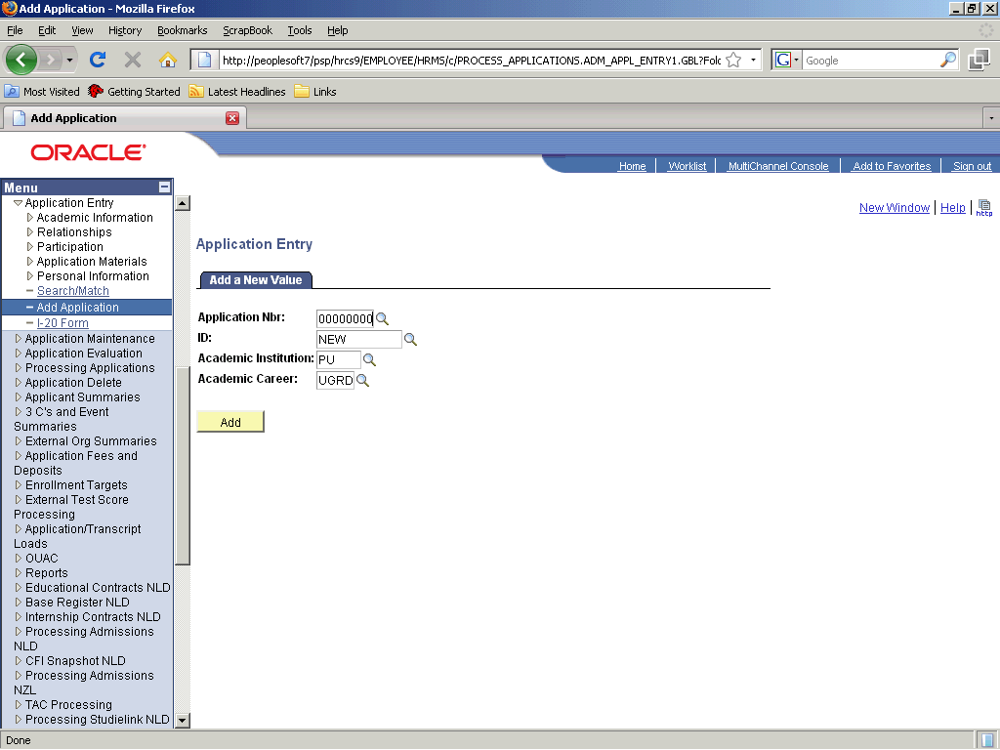 Add Application - Mozilla Firefox
File Edit View History Bookmarks ScrapBook Tools Help
http://peoplesoft7/psp/hrcs9/EMPLOYEE/HRMS/c/PROCESS_APPLICATIONS.ADM_APPL_ENTRY1.GBL?Fold
G Google
Most Visited Getting Started Latest Headlines Links
Add Application
ORACLE
Home Worklist MultiChannel Console Add to Favorites Sign out
Menu
Application Entry
Academic Information
Relationships
Participation
Application Materials
Personal Information
Search/Match
Add Application
I-20 Form
Application Maintenance
Application Evaluation
Processing Applications
Application Delete
Applicant Summaries
3 C's and Event
Summaries
External Org Summaries
Application Fees and
Deposits
Enrollment Targets
External Test Score
Processing
Application/Transcript
Loads
OUAC
Reports
Educational Contracts NLD
Base Register NLD
Internship Contracts NLD
Processing Admissions
NLD
CFI Snapshot NLD
Processing Admissions
NZL
TAC Processing
Processing Studielink NLD
New Window | Help | http
Application Entry
Add a New Value
Application Nbr: 00000000
ID: NEW
Academic Institution: PU
Academic Career: UGRD
Add
Done